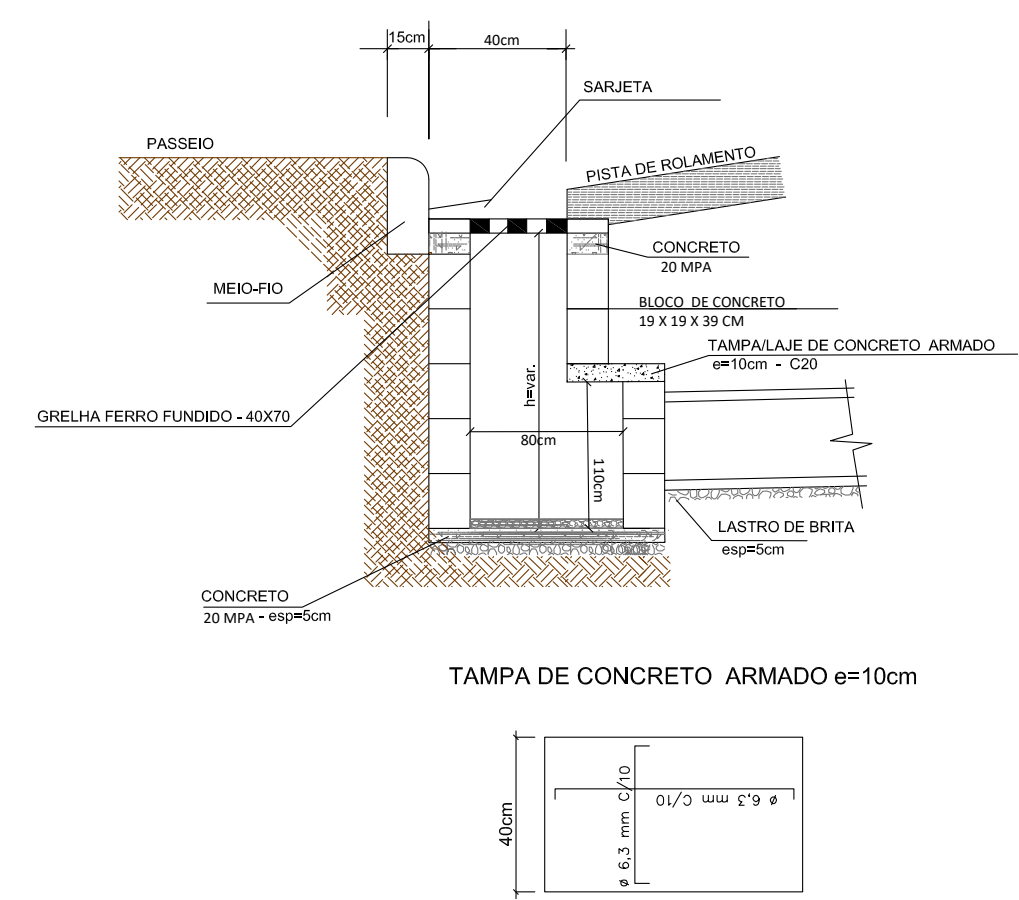 15cm
40cm
SARJETA
PASSEIO
PISTA DE ROLAMENTO
CONCRETO
20 MPA
MEIO-FIO
BLOCO DE CONCRETO
19 X 19 X 39 CM
TAMPA/LAJE DE CONCRETO ARMADO
e=10cm - C20
h=var.
GRELHA FERRO FUNDIDO - 40X70
80cm
110cm
LASTRO DE BRITA
esp=5cm
CONCRETO
20 MPA - esp=5cm
TAMPA DE CONCRETO ARMADO e=10cm
40cm
ø 6,3 mm C/10
ø 6,3 mm C/10